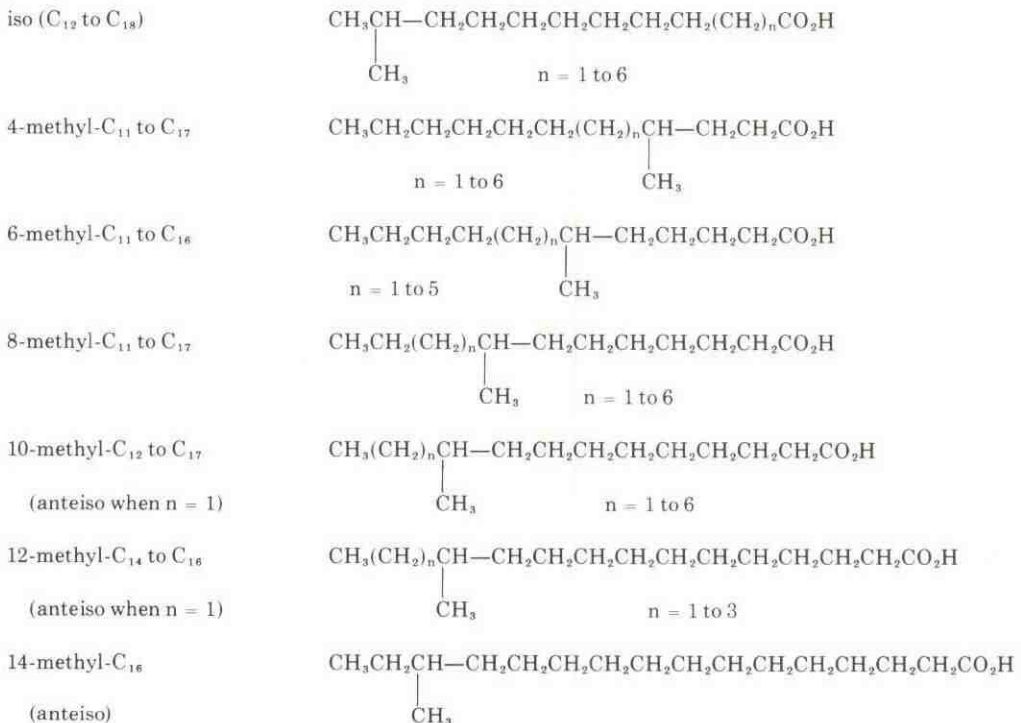 iso (C₁₂ to C₁₈) CH₃CH—CH₂CH₂CH₂CH₂CH₂CH₂CH₂(CH₂)ₙCO₂H
CH₃ n = 1 to 6
4-methyl-C₁₁ to C₁₇ CH₃CH₂CH₂CH₂CH₂CH₂(CH₂)ₙCH—CH₂CH₂CO₂H
n = 1 to 6 CH₃
6-methyl-C₁₁ to C₁₆ CH₃CH₂CH₂CH₂(CH₂)ₙCH—CH₂CH₂CH₂CH₂CO₂H
n = 1 to 5 CH₃
8-methyl-C₁₁ to C₁₇ CH₃CH₂(CH₂)ₙCH—CH₂CH₂CH₂CH₂CH₂CH₂CO₂H
CH₃ n = 1 to 6
10-methyl-C₁₂ to C₁₇ CH₃(CH₂)ₙCH—CH₂CH₂CH₂CH₂CH₂CH₂CH₂CH₂CO₂H
(anteiso when n = 1) CH₃ n = 1 to 6
12-methyl-C₁₄ to C₁₆ CH₃(CH₂)ₙCH—CH₂CH₂CH₂CH₂CH₂CH₂CH₂CH₂CH₂CH₂CO₂H
(anteiso when n = 1) CH₃ n = 1 to 3
14-methyl-C₁₆ CH₃CH₂CH—CH₂CH₂CH₂CH₂CH₂CH₂CH₂CH₂CH₂CH₂CH₂CH₂CO₂H
(anteiso) CH₃